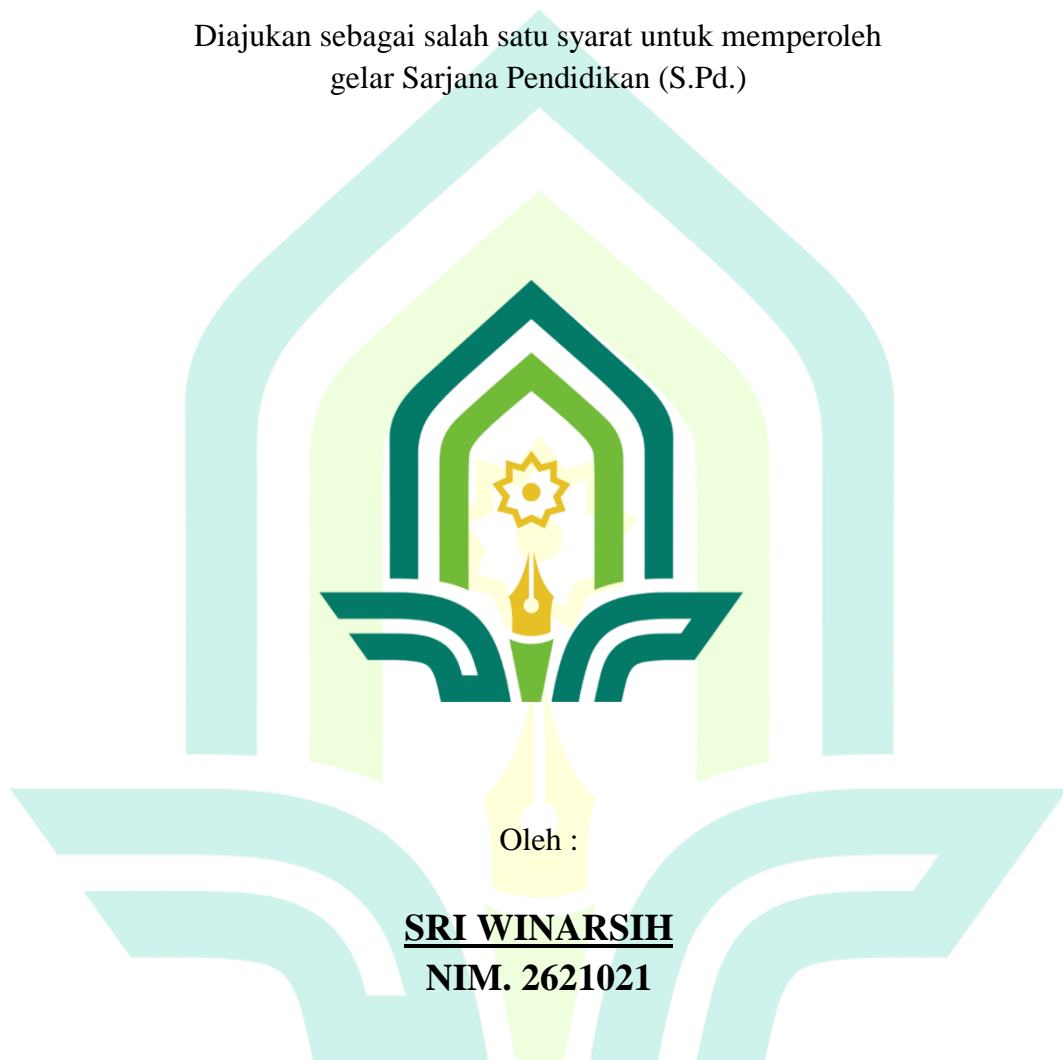 Diajukan sebagai salah satu syarat untuk memperoleh
gelar Sarjana Pendidikan (S.Pd.)
Oleh :
SRI WINARSIH
NIM. 2621021